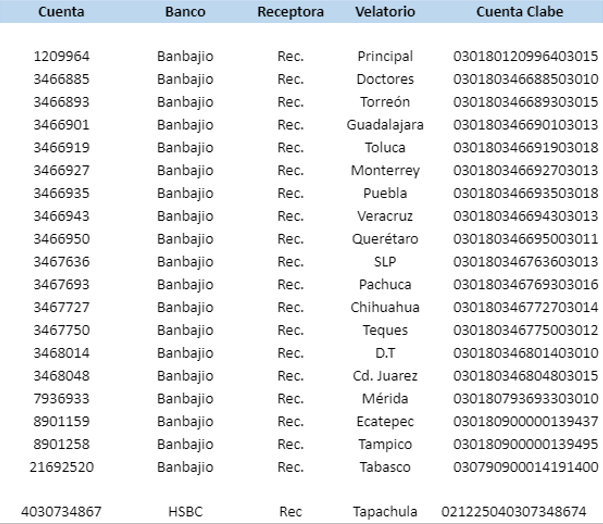 Cuenta Banco Receptora Velatorio Cuenta Clabe
1209964 Banbajio Rec. Principal 030180120996403015
3466885 Banbajio Rec. Doctores 030180346688503010
3466893 Banbajio Rec. Torreón 030180346689303015
3466901 Banbajio Rec. Guadalajara 030180346690103013
3466919 Banbajio Rec. Toluca 030180346691903018
3466927 Banbajio Rec. Monterrey 030180346692703013
3466935 Banbajio Rec. Puebla 030180346693503018
3466943 Banbajio Rec. Veracruz 030180346694303013
3466950 Banbajio Rec. Querétaro 030180346695003011
3467636 Banbajio Rec. SLP 030180346763603013
3467693 Banbajio Rec. Pachuca 030180346769303016
3467727 Banbajio Rec. Chihuahua 030180346772703014
3467750 Banbajio Rec. Teques 030180346775003012
3468014 Banbajio Rec. D.T 030180346801403010
3468048 Banbajio Rec. Cd. Juarez 030180346804803015
7936933 Banbajio Rec. Mérida 030180793693303010
8901159 Banbajio Rec. Ecatepec 030180900000139437
8901258 Banbajio Rec. Tampico 030180900000139495
21692520 Banbajio Rec. Tabasco 030790900014191400
4030734867 HSBC Rec Tapachula 021225040307348674